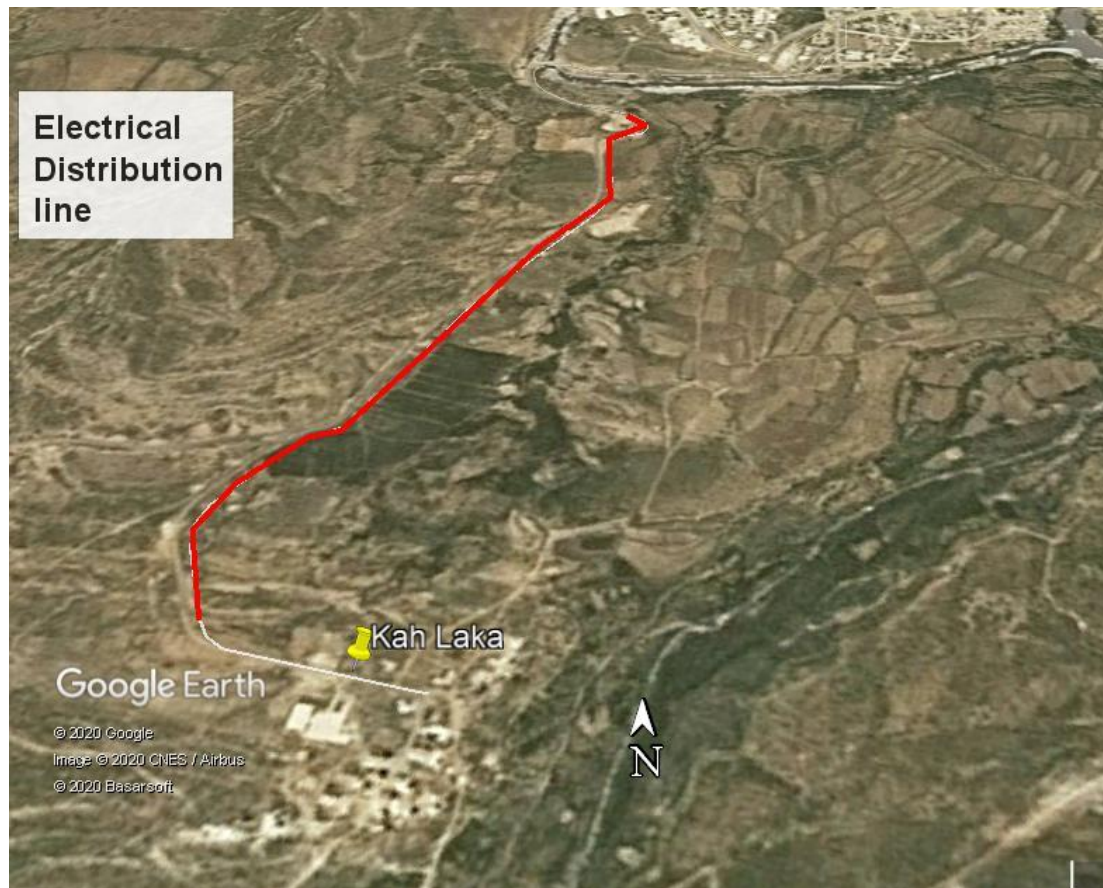 Electrical
Distribution
line
Kah Laka
Google Earth
© 2020 Google
Image © 2020 CNES / Airbus
© 2020 Basarsoft
N